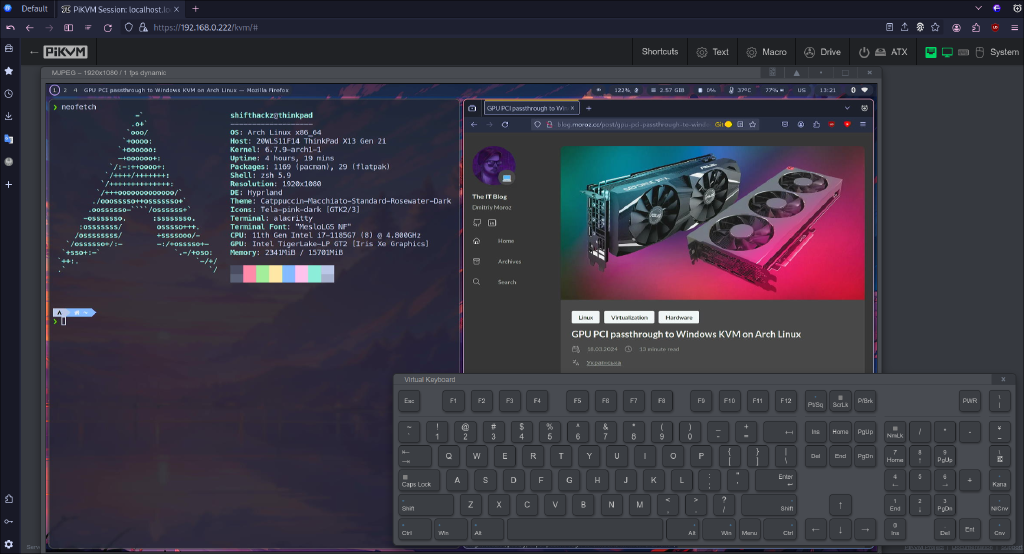 Default
PiKVM Session: localhost.lo
https://192.168.0.222/kvm/#
PiKVM
Shortcuts
Text
Macro
Drive
ATX
System
MJPEG – 1920x1080 / 1 fps dynamic
1 2 4 GPU PCI passthrough to Windows KVM on Arch Linux — Mozilla Firefox
122%
2.57 GiB
0%
37°C
77%
US
13:21
❯ neofetch
shifthackz@thinkpad
OS: Arch Linux x86_64
Host: 20WLS11F14 ThinkPad X13 Gen 21
Kernel: 6.7.9-arch1-1
Uptime: 4 hours, 19 mins
Packages: 1169 (pacman), 29 (flatpak)
Shell: zsh 5.9
Resolution: 1920x1080
DE: Hyprland
Theme: Catppuccin-Macchiato-Standard-Rosewater-Dark
Icons: Tela-pink-dark [GTK2/3]
Terminal: alacritty
Terminal Font: "MesloLGS NF"
CPU: 11th Gen Intel i7-1185G7 (8) @ 4.800GHz
GPU: Intel TigerLake-LP GT2 [Iris Xe Graphics]
Memory: 2341MiB / 15701MiB
GPU PCI passthrough to Win
blog.moroz.cc/post/gpu-pci-passthrough-to-wind
Git
The IT Blog
Dmitriy Moroz
Home
Archives
Search
Linux
Virtualization
Hardware
GPU PCI passthrough to Windows KVM on Arch Linux
18.03.2024
13 minute read
Українська
Virtual Keyboard
x
Esc F1 F2 F3 F4 F5 F6 F7 F8 F9 F10 F11 F12 Pt/Sq ScrLk P/Brk PWR
~ ! @ # $ % ^ & * ( ) _ +
` 1 2 3 4 5 6 7 8 9 0 - =
Ins Home PgUp NmLk / * -
Q W E R T Y U I O P { } |
[ ] \
Del End PgDn 7 Home 8 ↑ 9 PgUp
Caps Lock A S D F G H J K L : " Enter
; '
4 ← 5 6 → + Kana
Shift Z X C V B N M < > ? Shift
, . /
↑ 1 End 2 ↓ 3 PgDn N/Cnv
Ctrl Win Alt Alt Win Menu Ctrl ← ↓ → 0 Ins . Del Ent Cnv